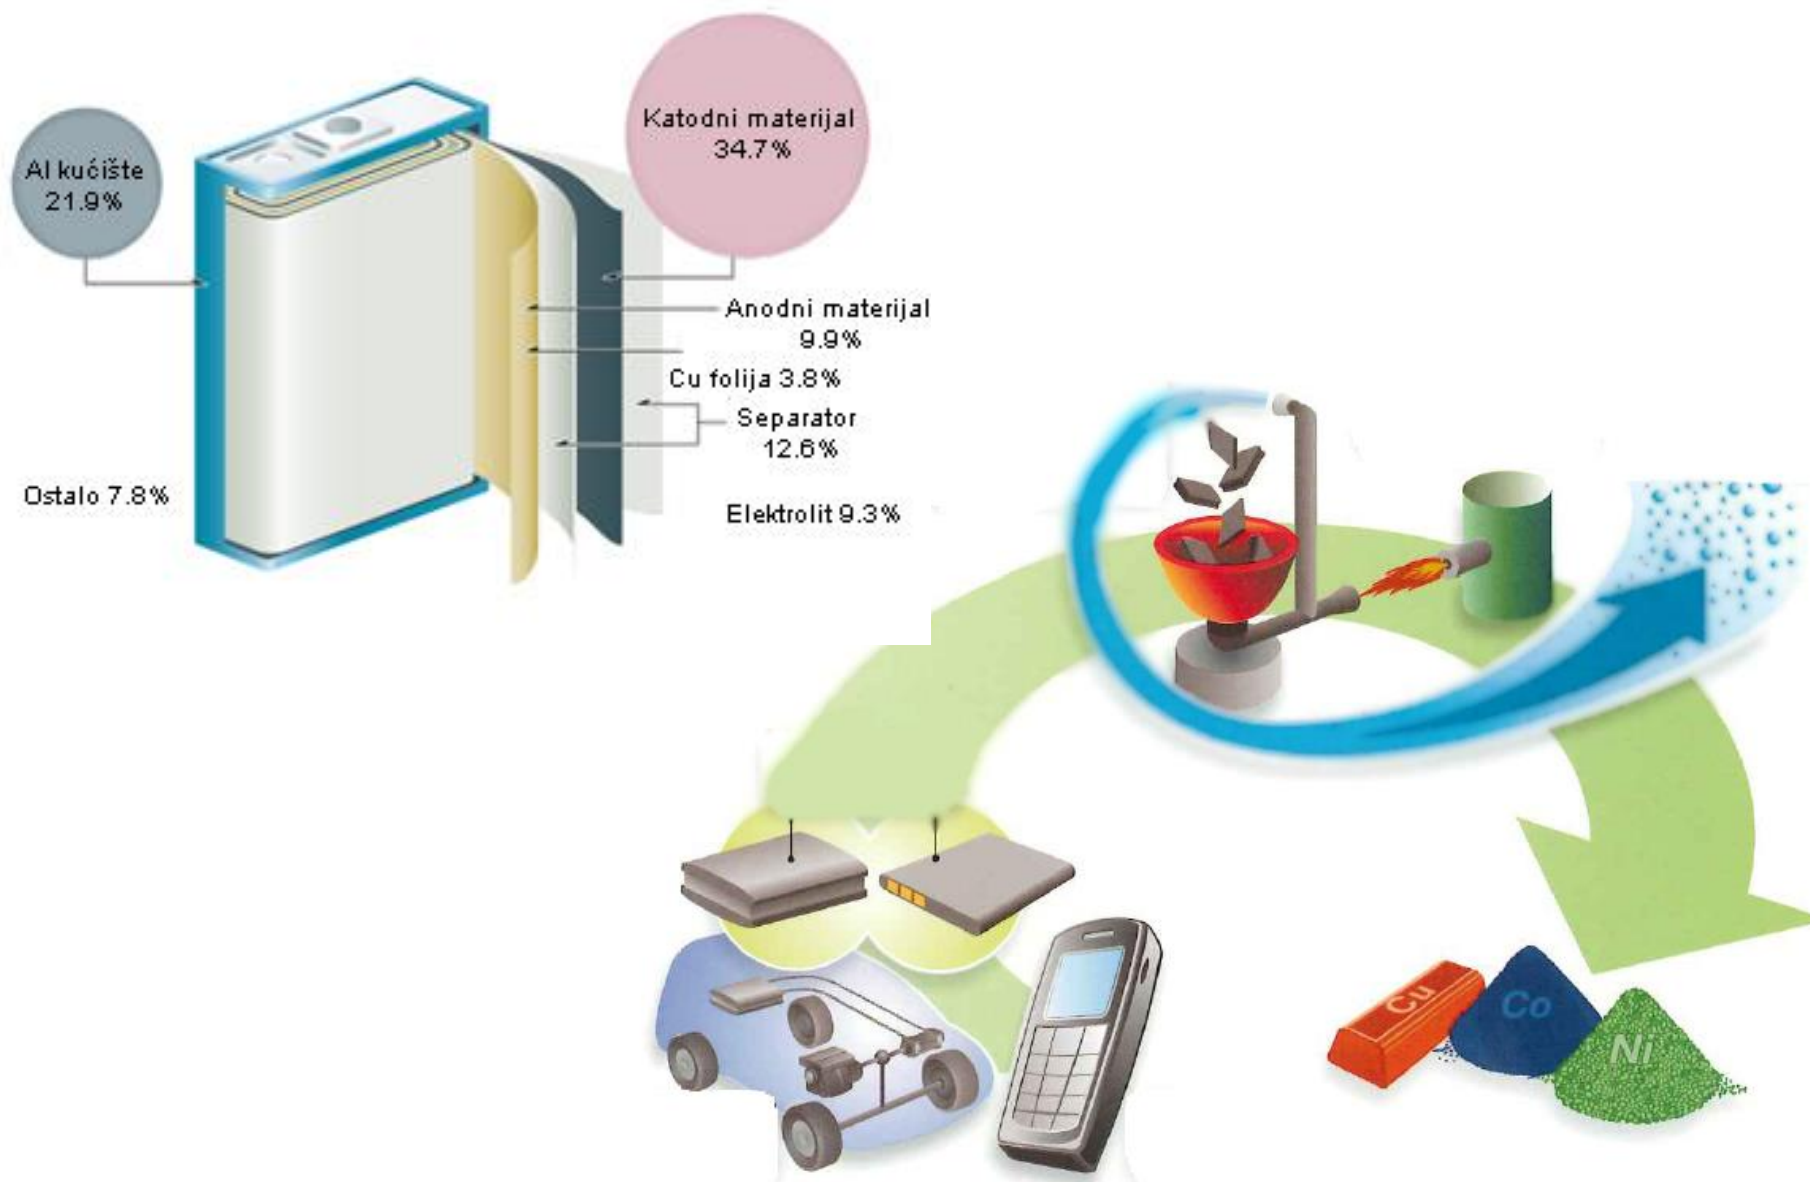 Al kućište
21.9%
Katodni materijal
34.7%
Anodni materijal
9.9%
Cu folija 3.8%
Separator
12.6%
Ostalo 7.8%
Elektrolit 9.3%
Cu
Co
Ni